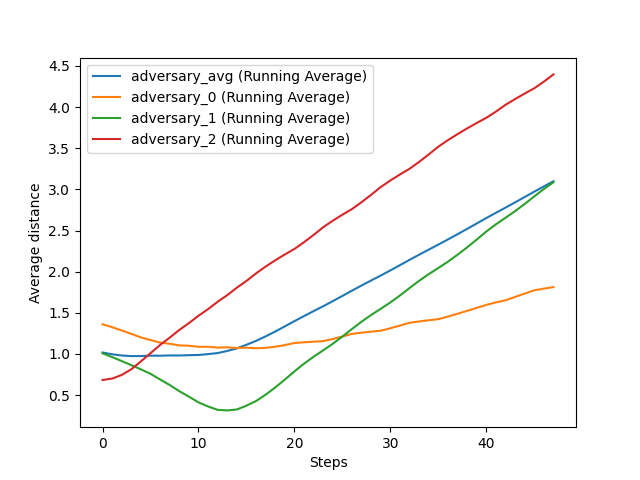 4.5
4.0
3.5
3.0
2.5
2.0
1.5
1.0
0.5
Average distance
adversary_avg (Running Average)
adversary_0 (Running Average)
adversary_1 (Running Average)
adversary_2 (Running Average)
0 10 20 30 40
Steps